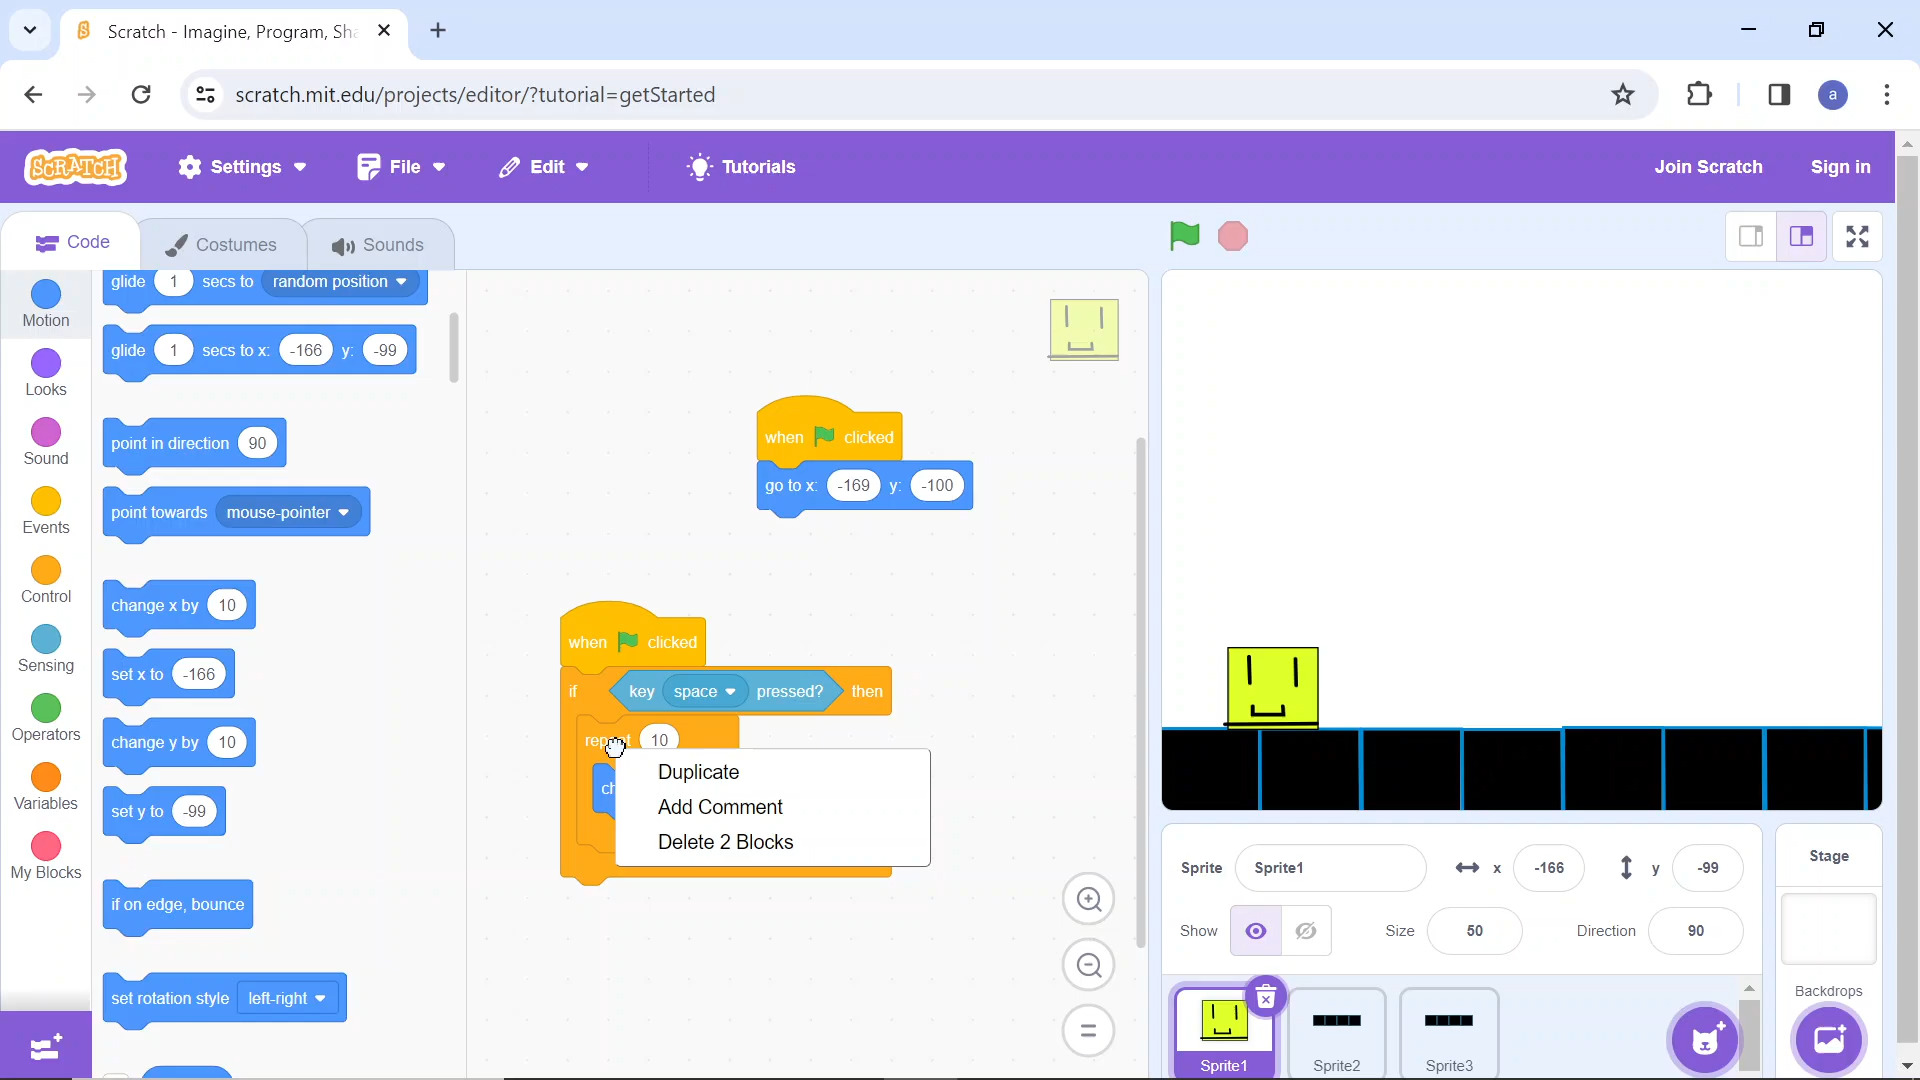 Scratch - Imagine, Program, Sha
scratch.mit.edu/projects/editor/?tutorial=getStarted
a
SCRATCH
Settings
File
Edit
Tutorials
Join Scratch
Sign in
Code
Costumes
Sounds
Motion
Looks
Sound
Events
Control
Sensing
Operators
Variables
My Blocks
glide 1 secs to random position
glide 1 secs to x: -166 y: -99
point in direction 90
point towards mouse-pointer
change x by 10
set x to -166
change y by 10
set y to -99
if on edge, bounce
set rotation style left-right
when clicked
go to x: -169 y: -100
when clicked
if key space pressed? then
repeat 10
ch
Duplicate
Add Comment
Delete 2 Blocks
Sprite Sprite1 x -166 y -99
Show Size 50 Direction 90
Sprite1
Sprite2
Sprite3
Stage
Backdrops